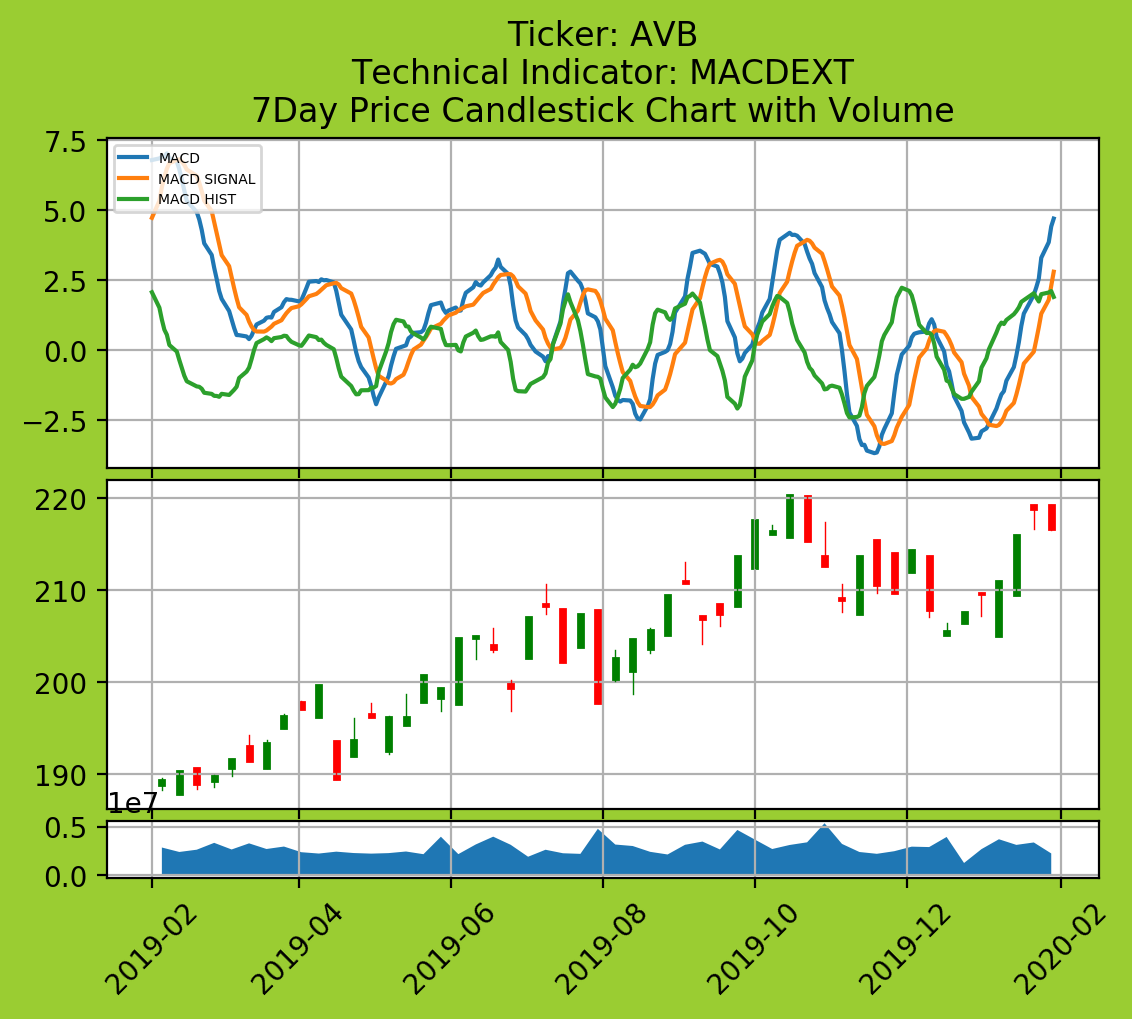 Ticker: AVB
Technical Indicator: MACDEXT
7Day Price Candlestick Chart with Volume
7.5
MACD
MACD SIGNAL
MACD HIST
5.0
2.5
0.0
−2.5
220
210
200
190
1e7
0.5
0.0
2019-02
2019-04
2019-06
2019-08
2019-10
2019-12
2020-02